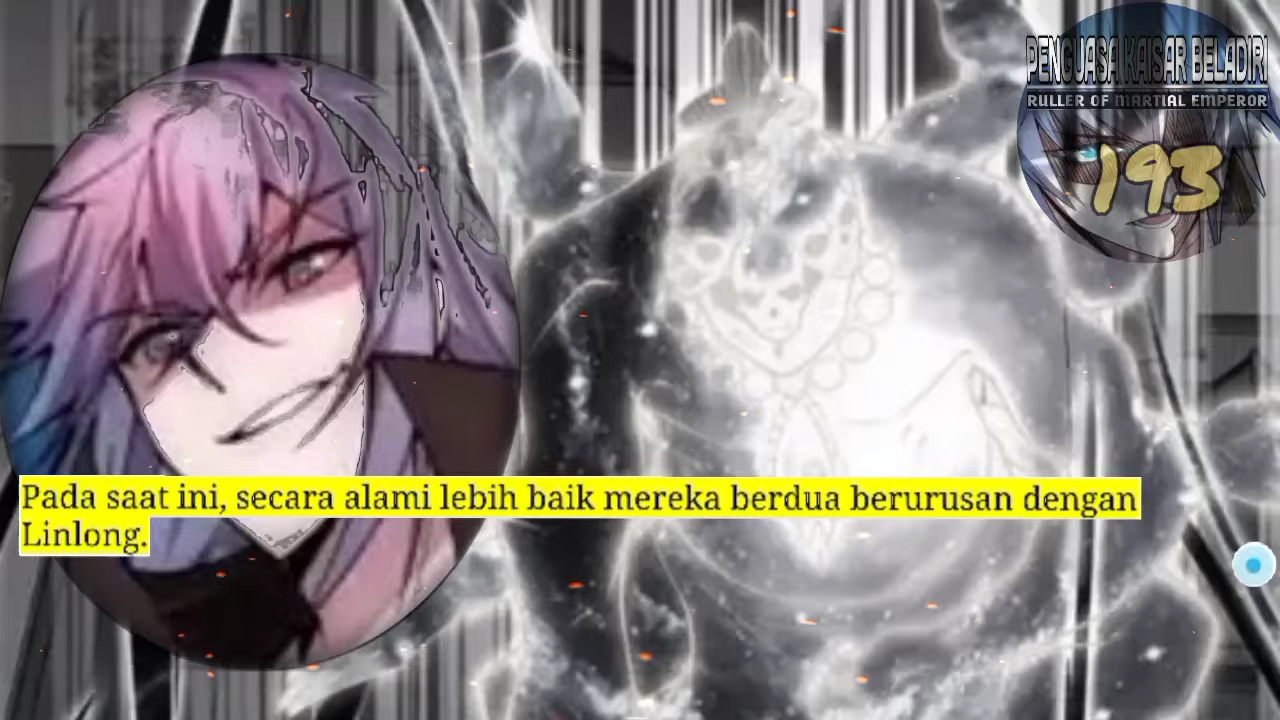 PENGUASA KAISAR BELADIRI
RULLER OF MARTIAL EMPEROR
193
Pada saat ini, secara alami lebih baik mereka berdua berurusan dengan
Linlong.